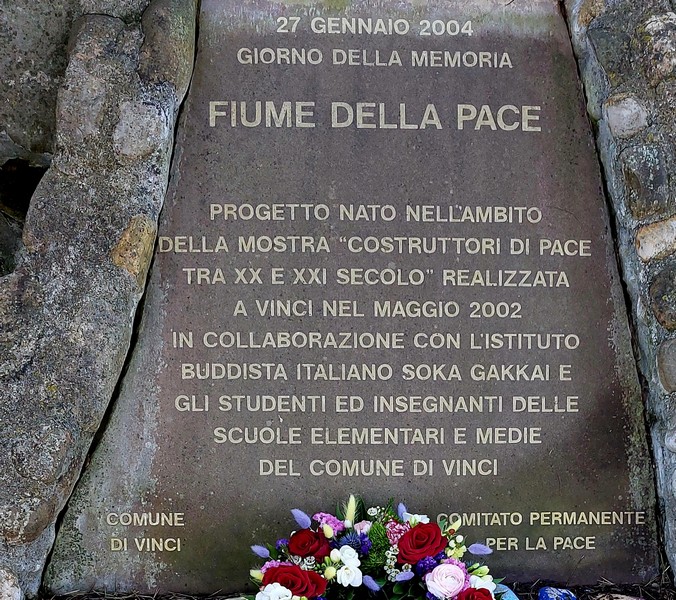 27 GENNAIO 2004
GIORNO DELLA MEMORIA
FIUME DELLA PACE
PROGETTO NATO NELL'AMBITO
DELLA MOSTRA "COSTRUTTORI DI PACE
TRA XX E XXI SECOLO" REALIZZATA
A VINCI NEL MAGGIO 2002
IN COLLABORAZIONE CON L'ISTITUTO
BUDDISTA ITALIANO SOKA GAKKAI E
GLI STUDENTI ED INSEGNANTI DELLE
SCUOLE ELEMENTARI E MEDIE
DEL COMUNE DI VINCI
COMUNE
DI VINCI
COMITATO PERMANENTE
PER LA PACE